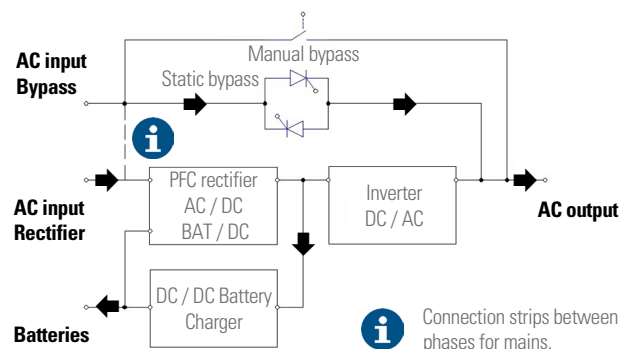 Manual bypass
AC input
Bypass
Static bypass
i
PFC rectifier
AC / DC
BAT / DC
Inverter
DC / AC
AC input
Rectifier
AC output
DC / DC Battery
Charger
Batteries
i
Connection strips between
phases for mains.